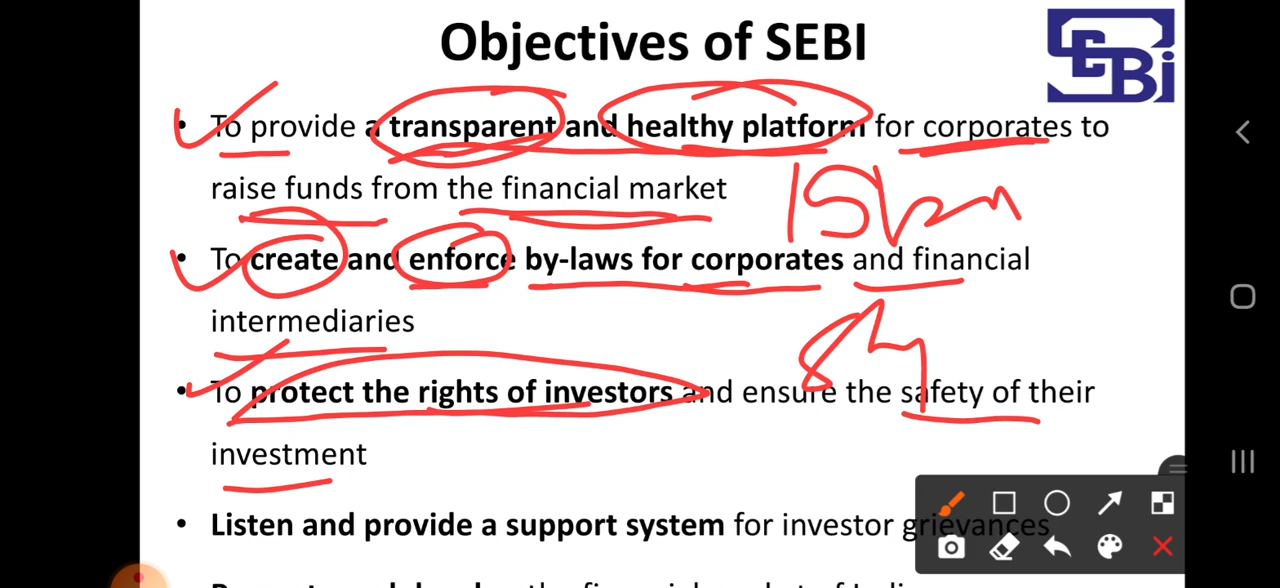 Objectives of SEBI
SEBi
• To provide a transparent and healthy platform for corporates to
raise funds from the financial market
• To create and enforce by-laws for corporates and financial
intermediaries
• To protect the rights of investors and ensure the safety of their
investment
• Listen and provide a support system for investor grievances